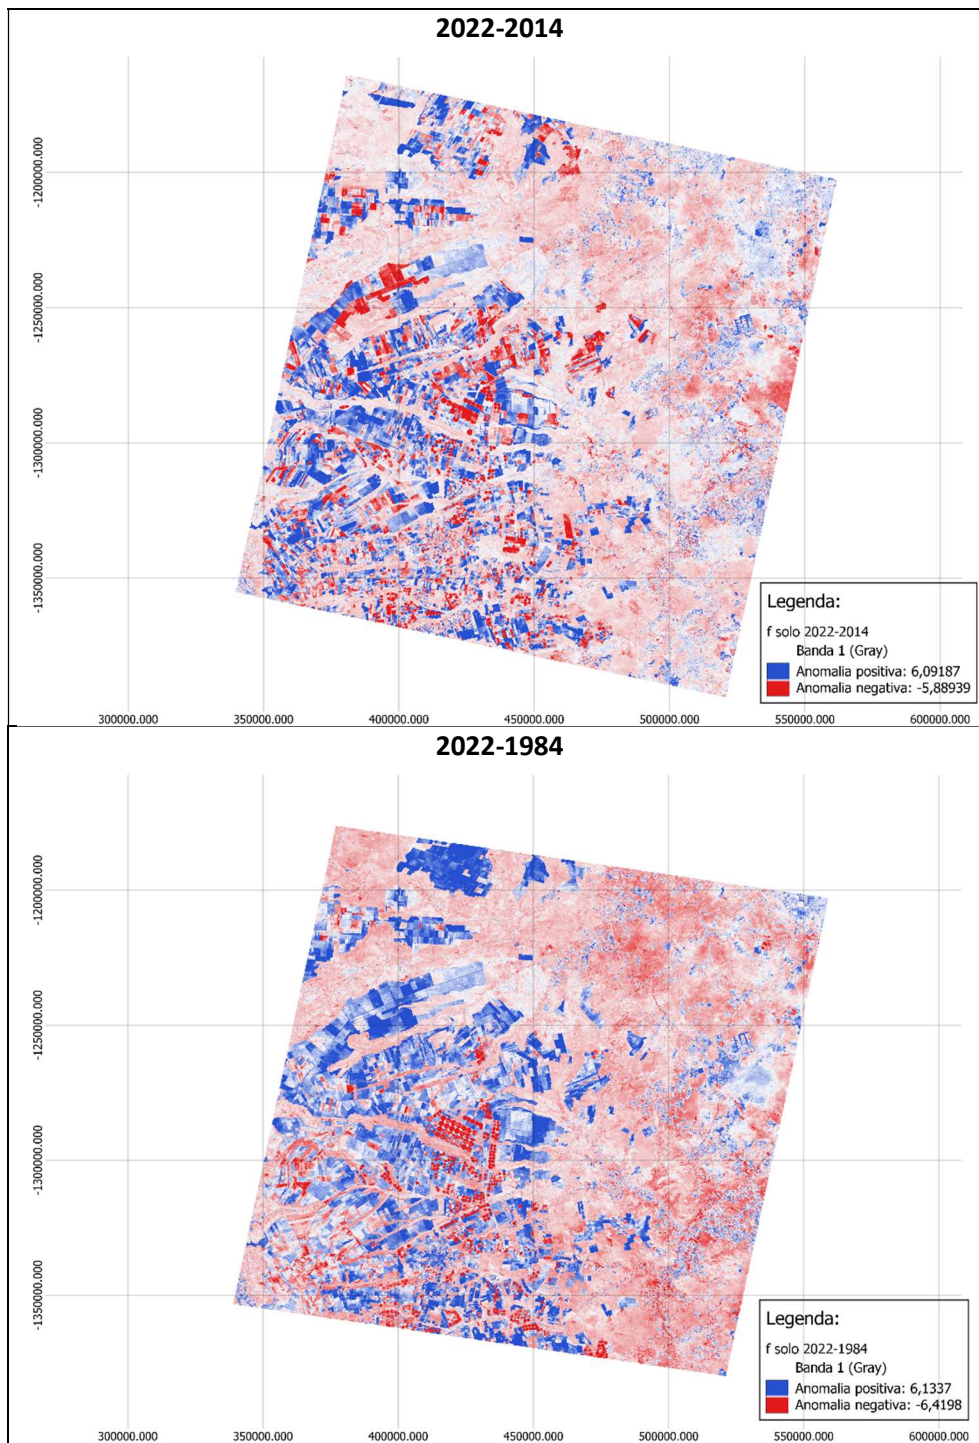 2022-2014
-1200000.000
-1250000.000
-1300000.000
-1350000.000
Legenda:
f solo 2022-2014
Banda 1 (Gray)
Anomalia positiva: 6,09187
Anomalia negativa: -5,88939
300000.000 350000.000 400000.000 450000.000 500000.000 550000.000 600000.000
2022-1984
-1200000.000
-1250000.000
-1300000.000
-1350000.000
Legenda:
f solo 2022-1984
Banda 1 (Gray)
Anomalia positiva: 6,1337
Anomalia negativa: -6,4198
300000.000 350000.000 400000.000 450000.000 500000.000 550000.000 600000.000